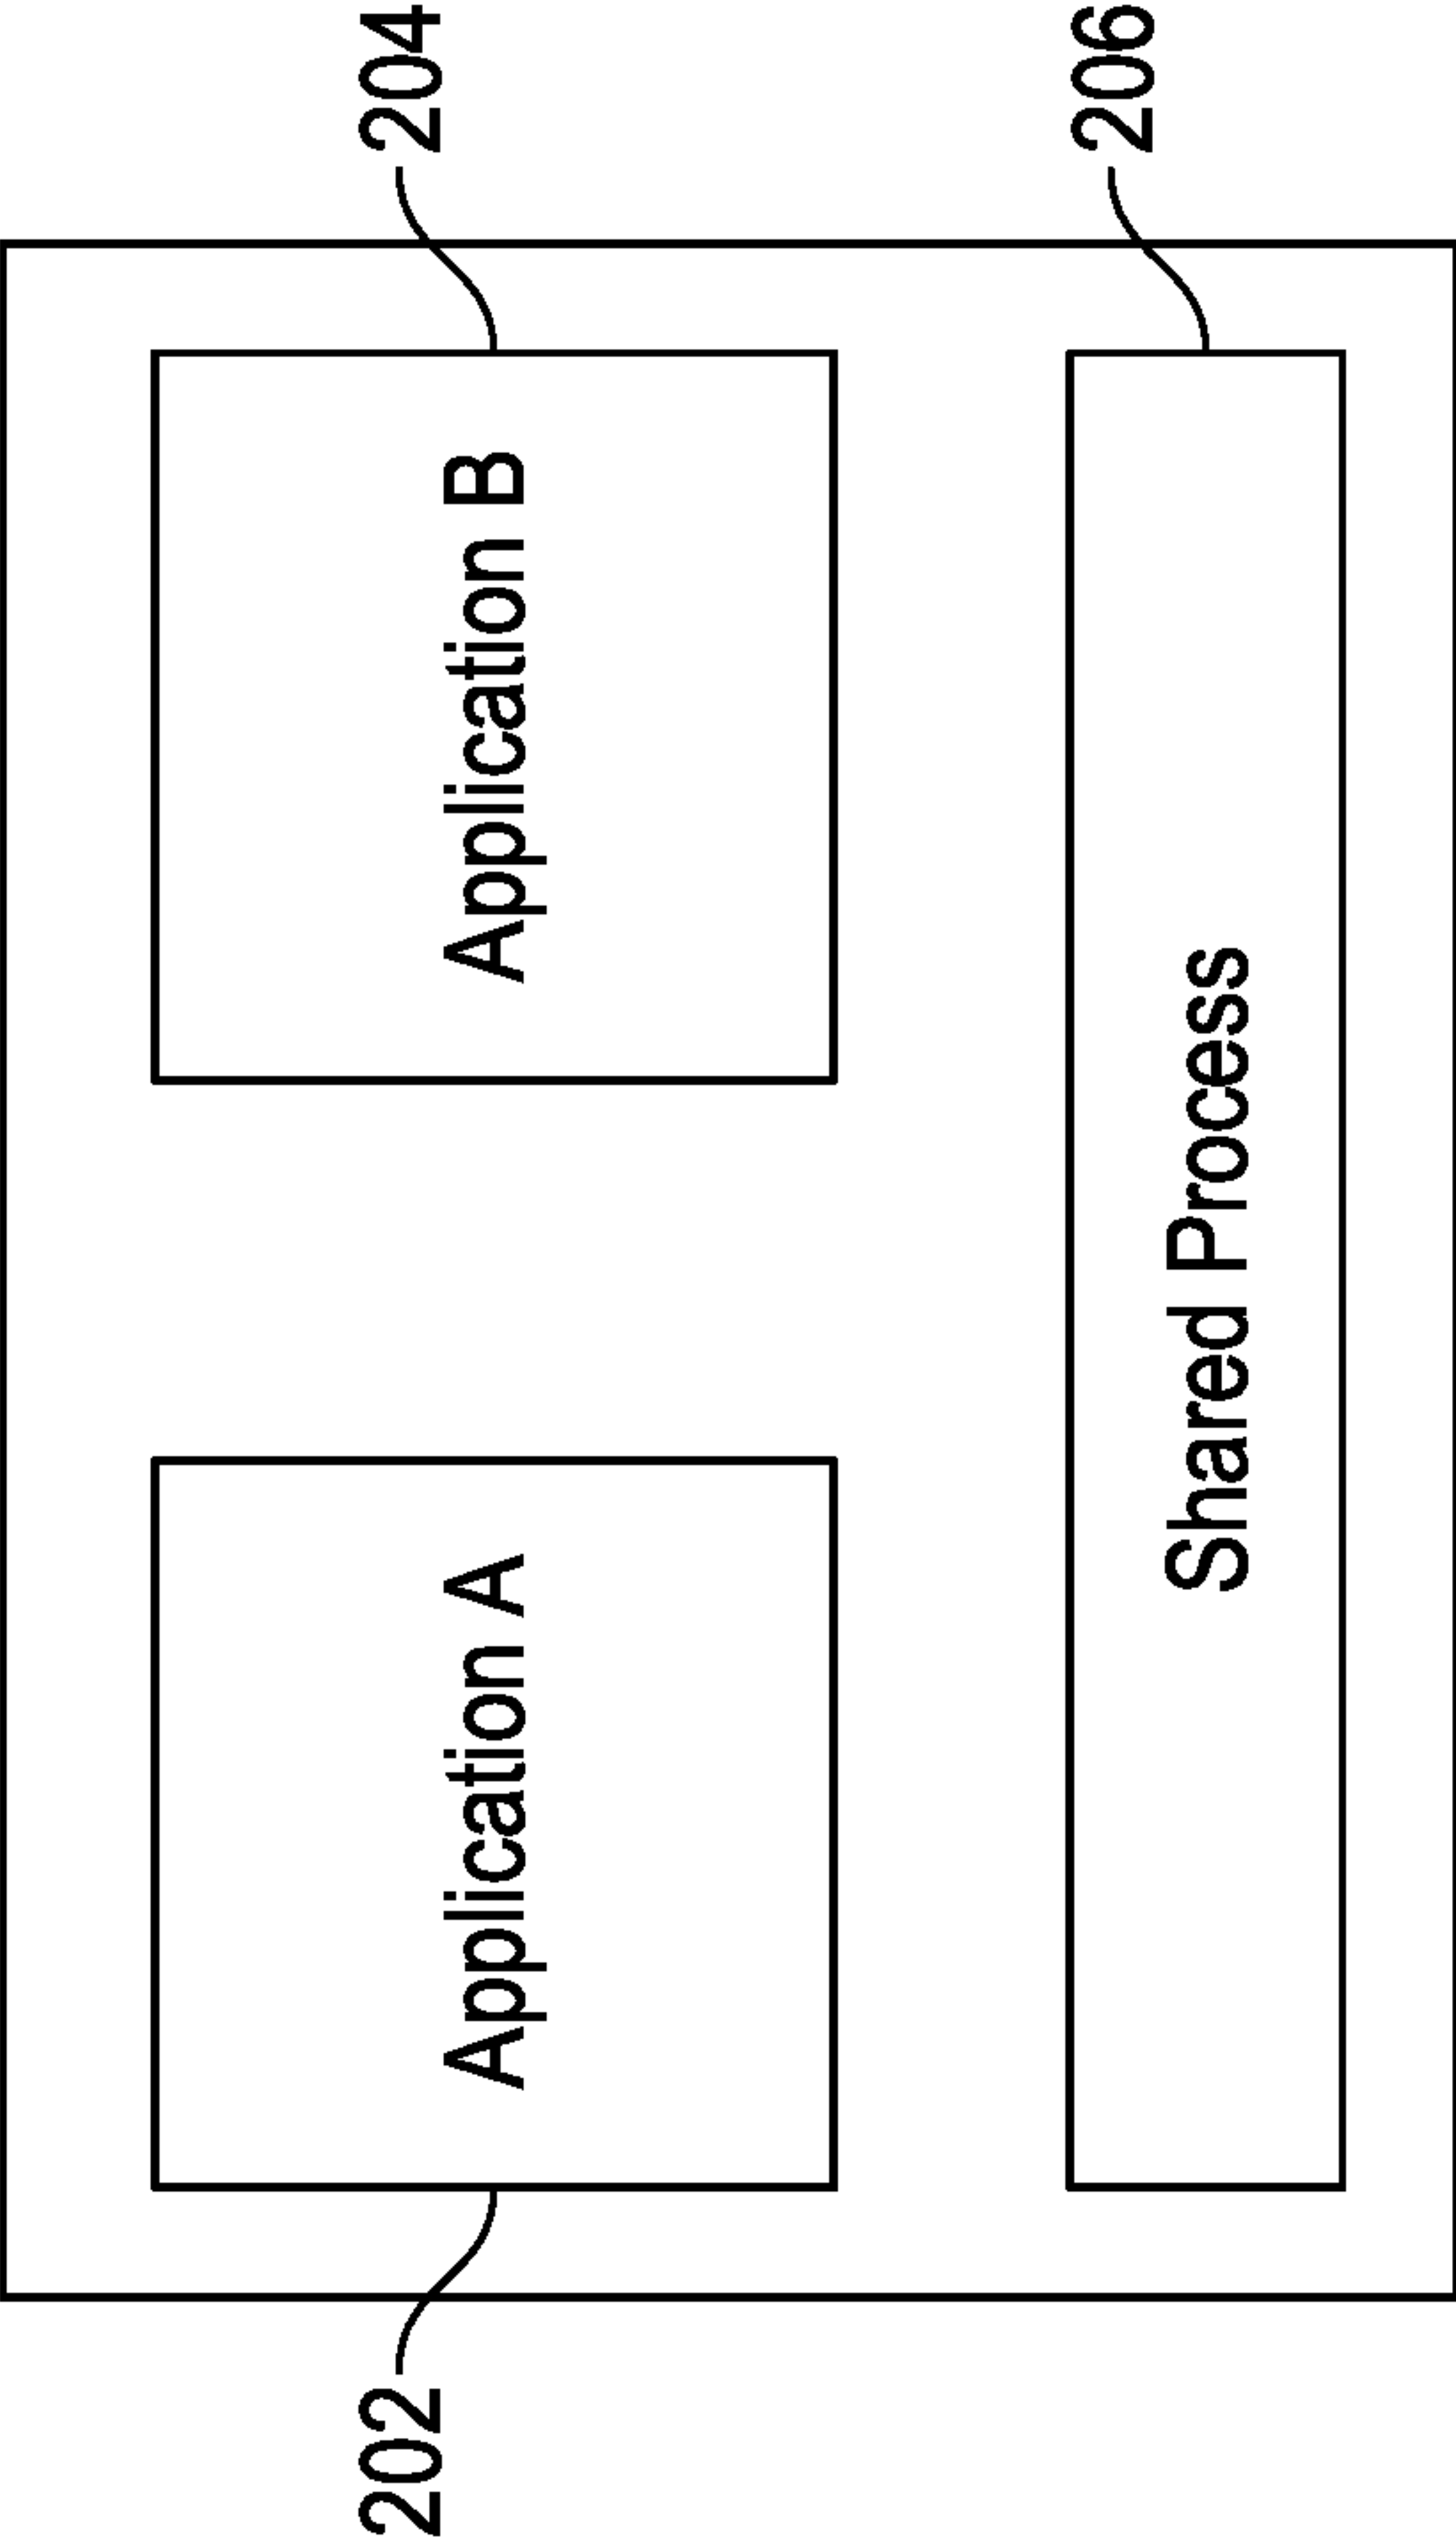 202
Application A
Application B
204
Shared Process
206